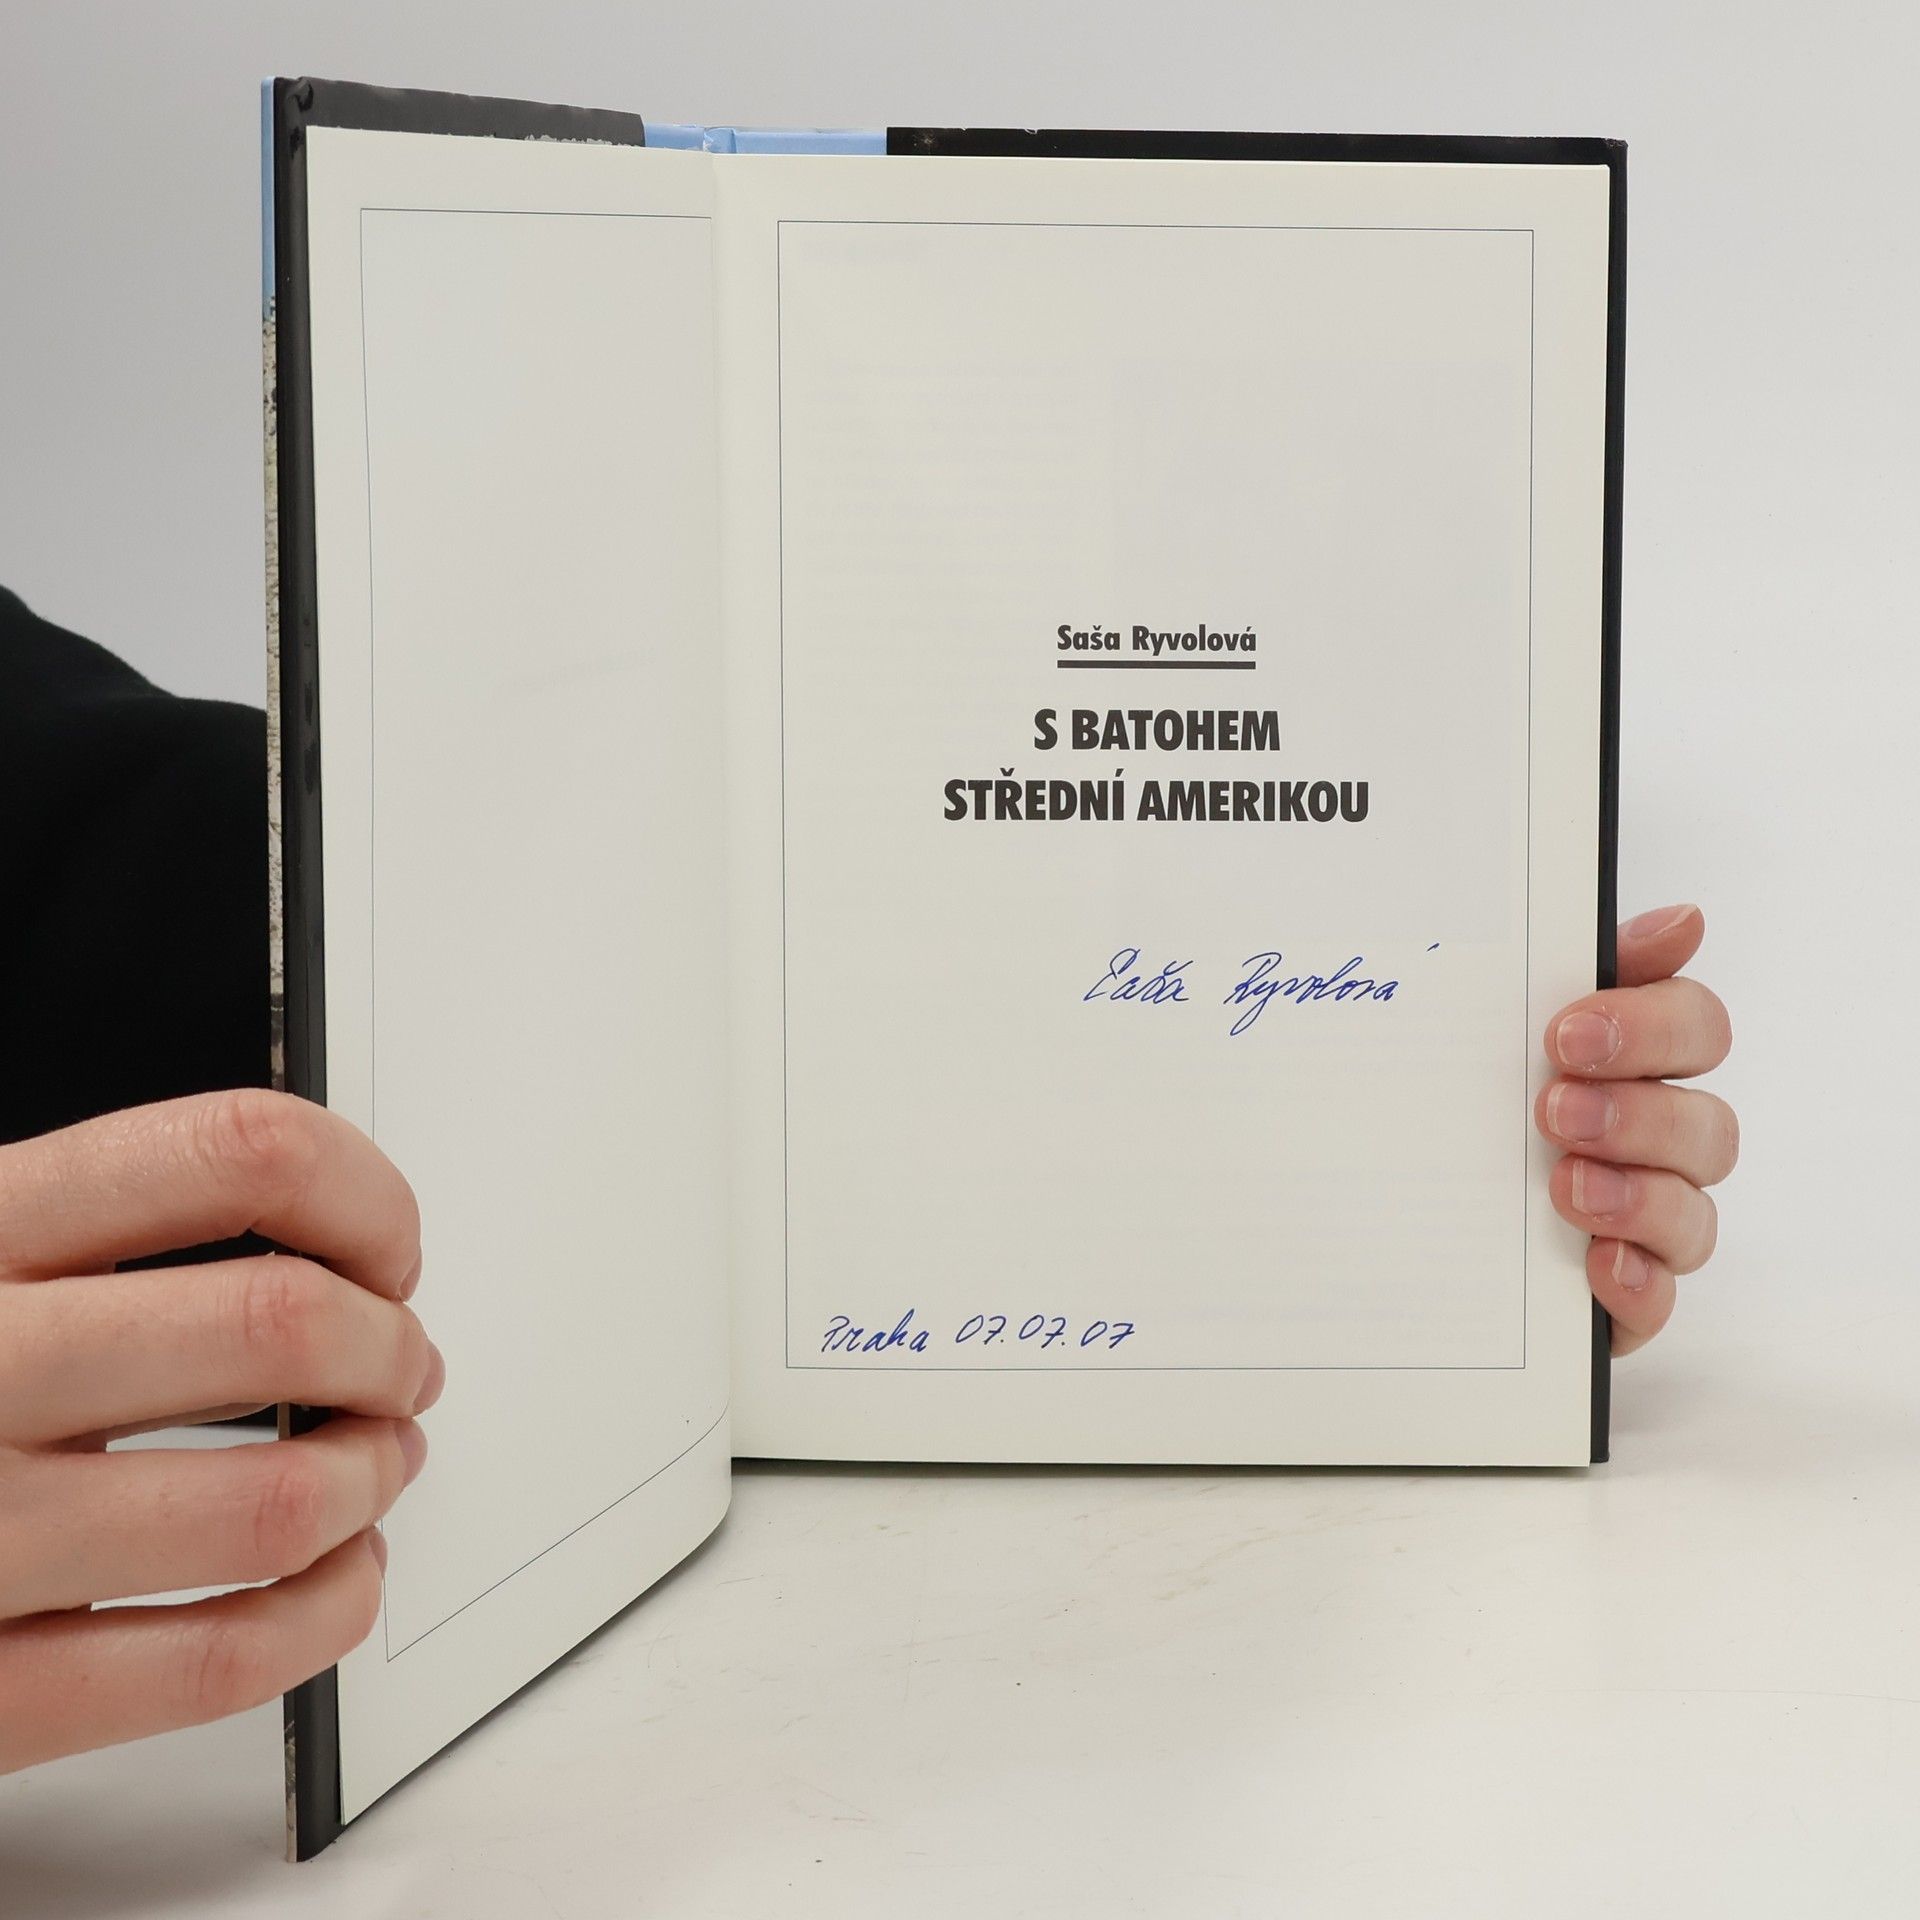 Saša Ryvolová
S BATOHEM
STŘEDNÍ AMERIKOU
Saša Ryvolová
Praha 07.07.07